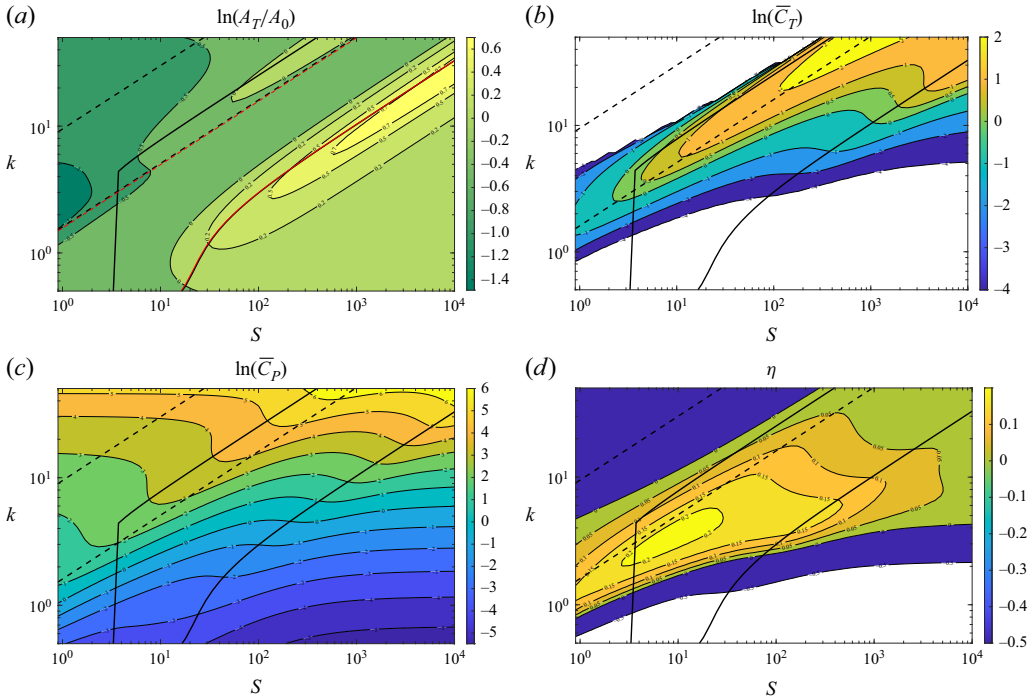 (a) ln(A_T/A_0)
k
10^1
10^0
10^0 10^1 10^2 10^3 10^4
S
0.6
0.4
0.2
0
–0.2
–0.4
–0.6
–0.8
–1.0
–1.2
–1.4
(b) ln(C̅_T)
k
10^1
10^0
10^0 10^1 10^2 10^3 10^4
S
2
1
0
–1
–2
–3
–4
(c) ln(C̅_P)
k
10^1
10^0
10^0 10^1 10^2 10^3 10^4
S
6
5
4
3
2
1
0
–1
–2
–3
–4
–5
(d) η
k
10^1
10^0
10^0 10^1 10^2 10^3 10^4
S
0.1
0
–0.1
–0.2
–0.3
–0.4
–0.5